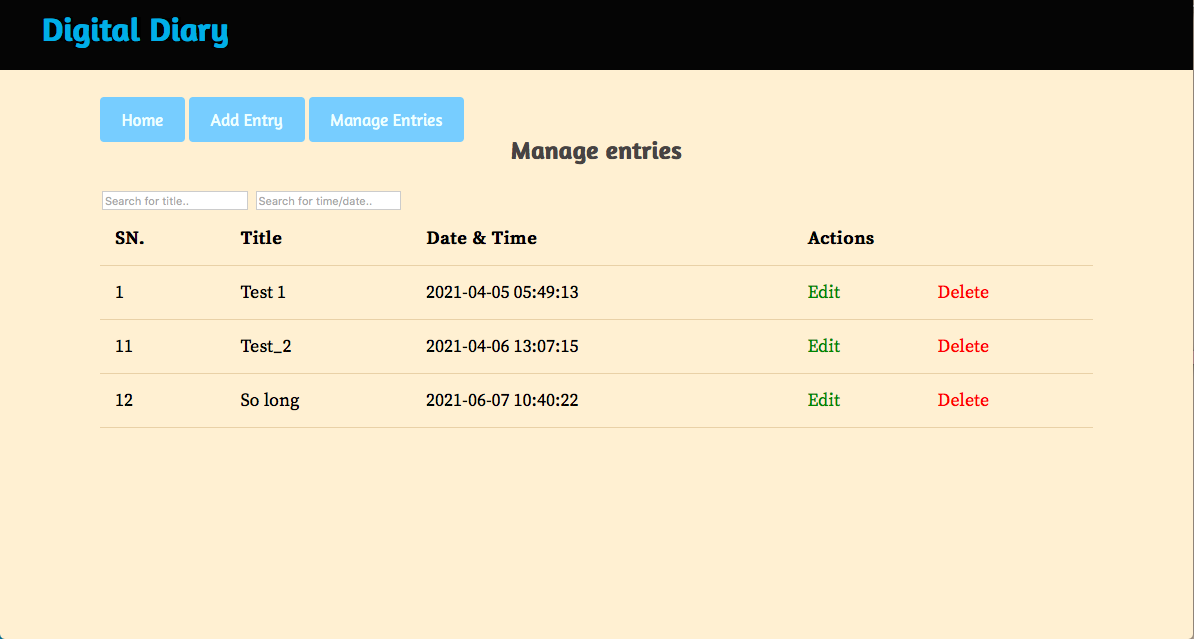 Digital Diary
Home Add Entry Manage Entries
Manage entries
Search for title.. Search for time/date..
SN. Title Date & Time Actions
1 Test 1 2021-04-05 05:49:13 Edit Delete
11 Test_2 2021-04-06 13:07:15 Edit Delete
12 So long 2021-06-07 10:40:22 Edit Delete